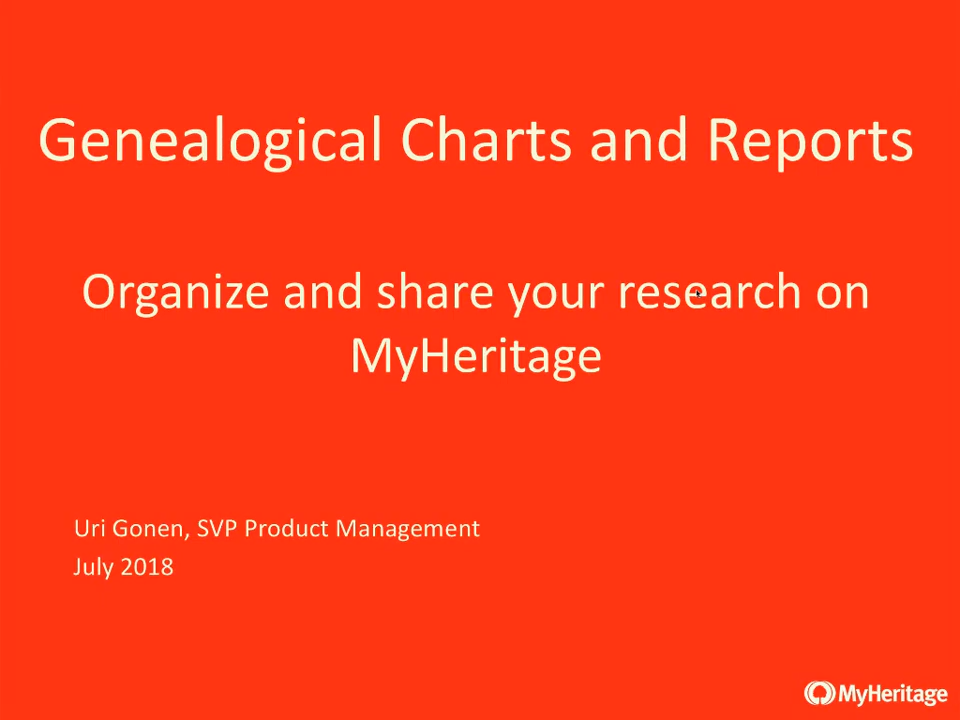 Genealogical Charts and Reports
Organize and share your research on
MyHeritage
Uri Gonen, SVP Product Management
July 2018
MyHeritage